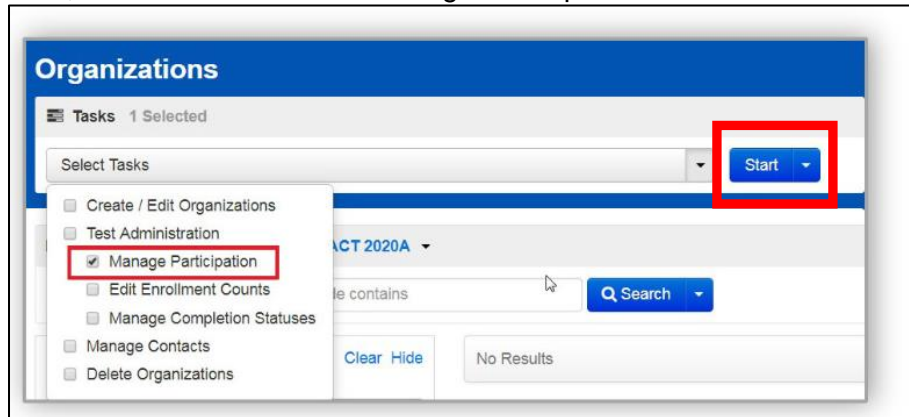 Organizations
Tasks 1 Selected
Select Tasks
Start
Create / Edit Organizations
Test Administration
Manage Participation
Edit Enrollment Counts
Manage Completion Statuses
Manage Contacts
Delete Organizations
ACT 2020A
contains
Search
Clear Hide
No Results